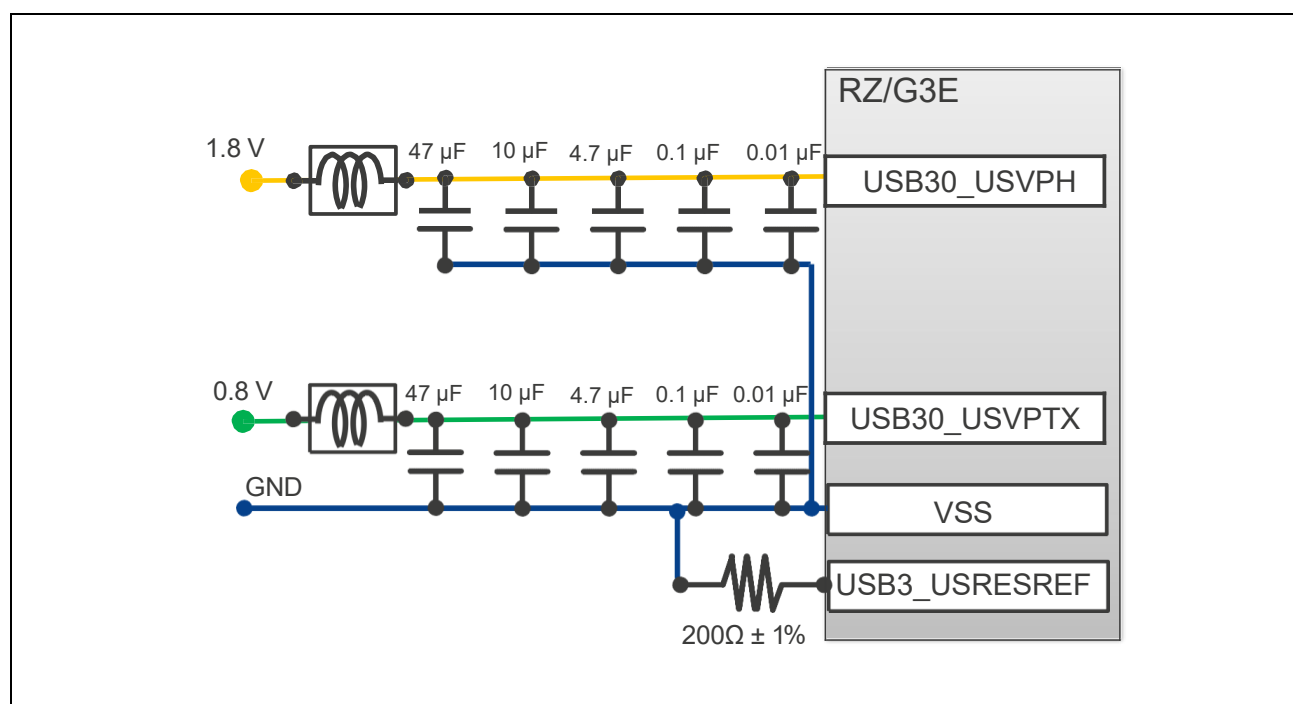 RZ/G3E
1.8 V
47 µF 10 µF 4.7 µF 0.1 µF 0.01 µF
USB30_USVPH
0.8 V
47 µF 10 µF 4.7 µF 0.1 µF 0.01 µF
USB30_USVPTX
GND
VSS
USB3_USRESREF
200Ω ± 1%